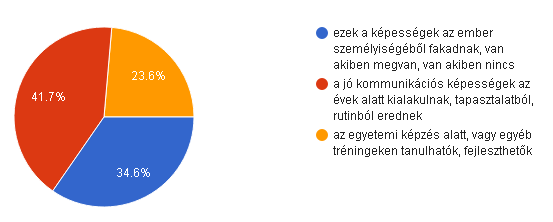 23.6%
41.7%
34.6%
ezek a képességek az ember
személyiségéből fakadnak, van
akiben megvan, van akiben nincs
a jó kommunikációs képességek az
évek alatt kialakulnak, tapasztalatból,
rutinból erednek
az egyetemi képzés alatt, vagy egyéb
tréningeken tanulhatók, fejleszthetők